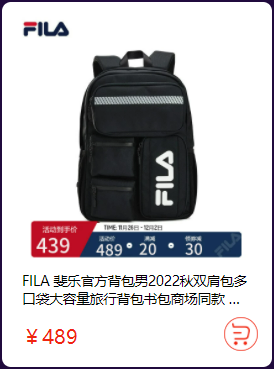 FILA
FILA
活动到手价
439
TIME: 11月26日 - 12月2日
活动价 满减 领券减
489 · 20 · 30
FILA 斐乐官方背包男2022秋双肩包多
口袋大容量旅行背包书包商场同款 ...
¥489